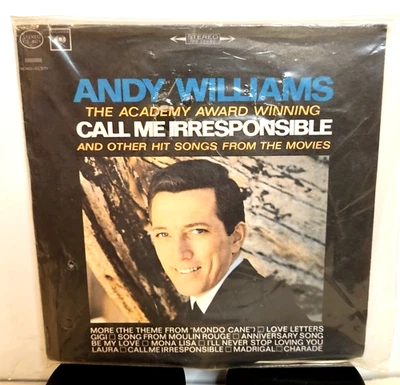 STEREO
ANDY WILLIAMS
THE ACADEMY AWARD WINNING
CALL ME IRRESPONSIBLE
AND OTHER HIT SONGS FROM THE MOVIES
MORE (THE THEME FROM "MONDO CANE") □ LOVE LETTERS
GIGI □ SONG FROM MOULIN ROUGE □ ANNIVERSARY SONG
BE MY LOVE □ MONA LISA □ I'LL NEVER STOP LOVING YOU
LAURA □ CALL ME IRRESPONSIBLE □ MADRIGAL □ CHARADE